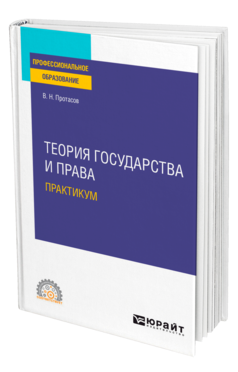 ПРОФЕССИОНАЛЬНОЕ
ОБРАЗОВАНИЕ
В. Н. Протасов
ТЕОРИЯ ГОСУДАРСТВА
И ПРАВА
ПРАКТИКУМ
юрайт